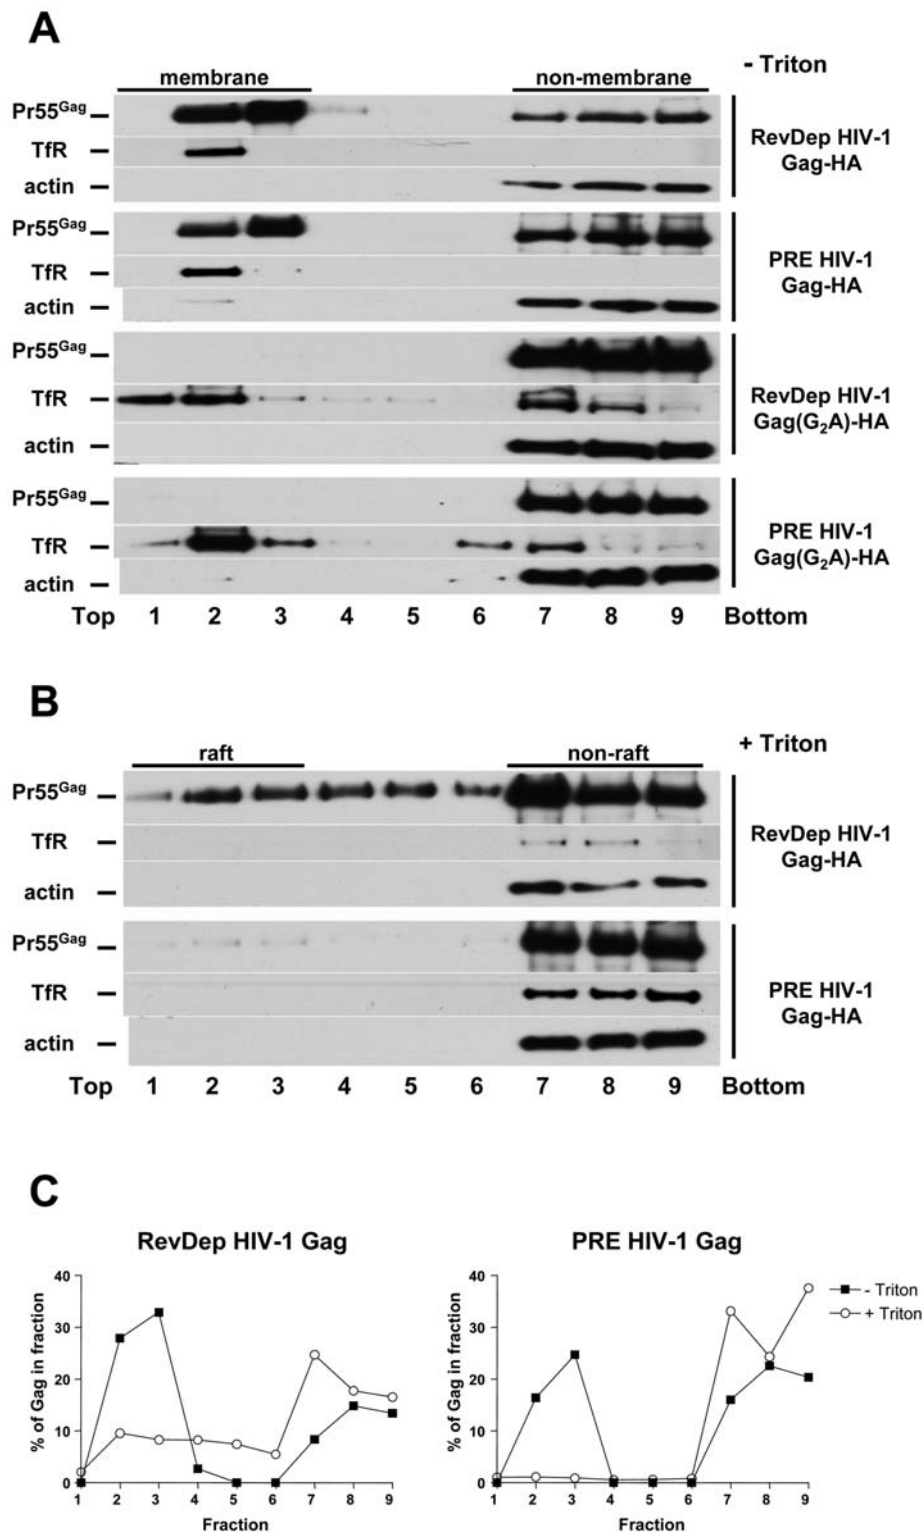 A
membrane
non-membrane
- Triton
Pr55Gag
TfR
actin
RevDep HIV-1
Gag-HA
Pr55Gag
TfR
actin
PRE HIV-1
Gag-HA
Pr55Gag
TfR
actin
RevDep HIV-1
Gag(G2A)-HA
Pr55Gag
TfR
actin
PRE HIV-1
Gag(G2A)-HA
Top 1 2 3 4 5 6 7 8 9 Bottom
B
raft
non-raft
+ Triton
Pr55Gag
TfR
actin
RevDep HIV-1
Gag-HA
Pr55Gag
TfR
actin
PRE HIV-1
Gag-HA
Top 1 2 3 4 5 6 7 8 9 Bottom
C
RevDep HIV-1 Gag
% of Gag in fraction
40
30
20
10
0
1 2 3 4 5 6 7 8 9
Fraction
PRE HIV-1 Gag
% of Gag in fraction
40
30
20
10
0
1 2 3 4 5 6 7 8 9
Fraction
- Triton
+ Triton